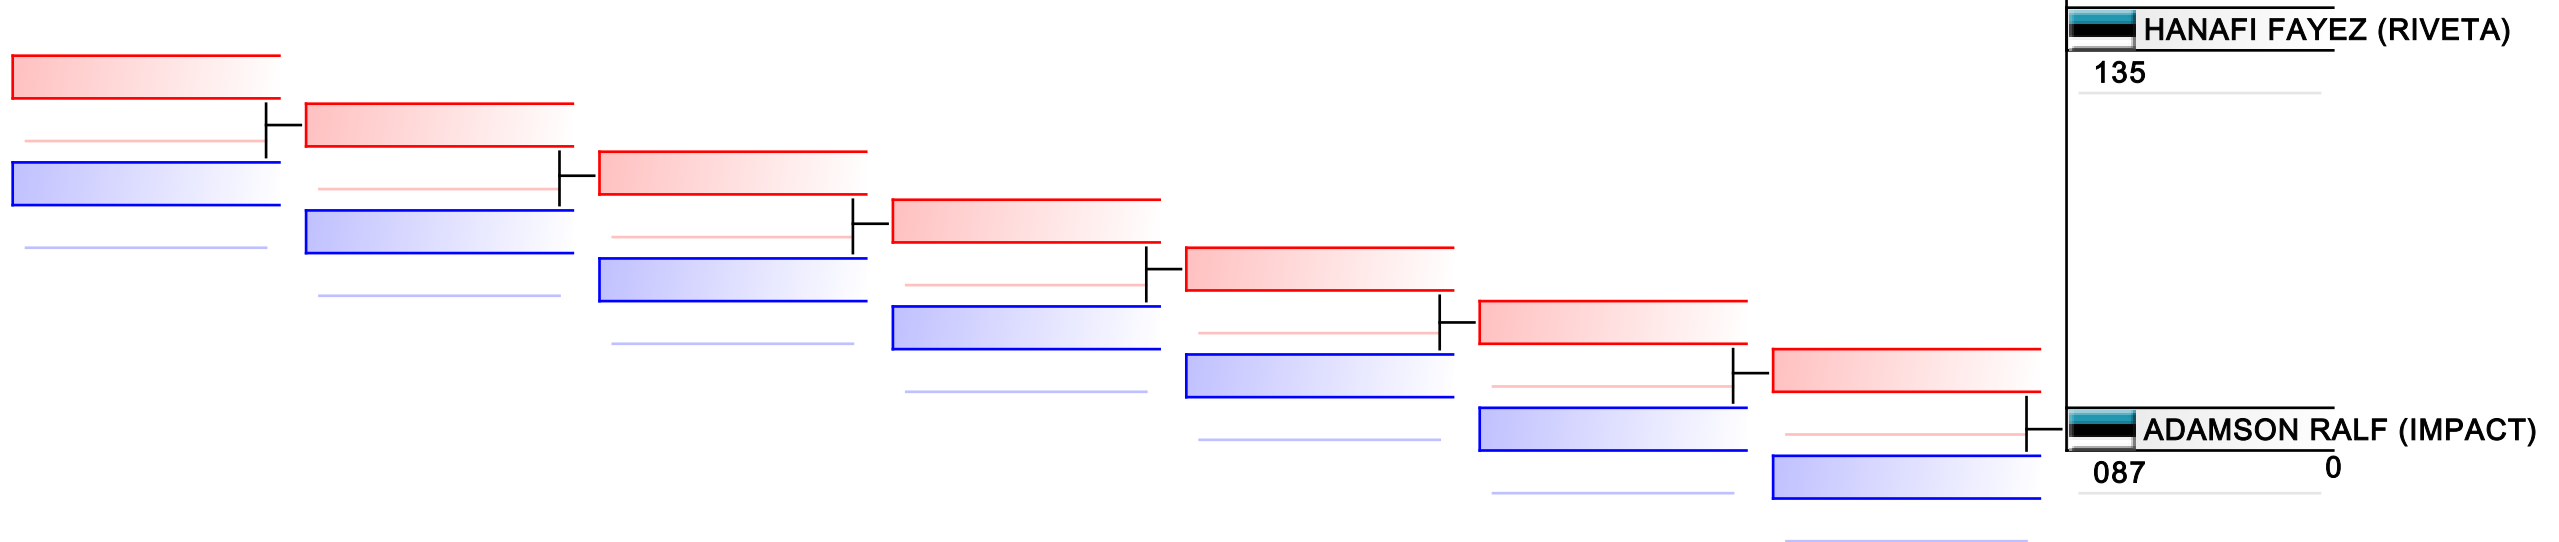 HANAFI FAYEZ (RIVETA)
135
ADAMSON RALF (IMPACT)
0
087